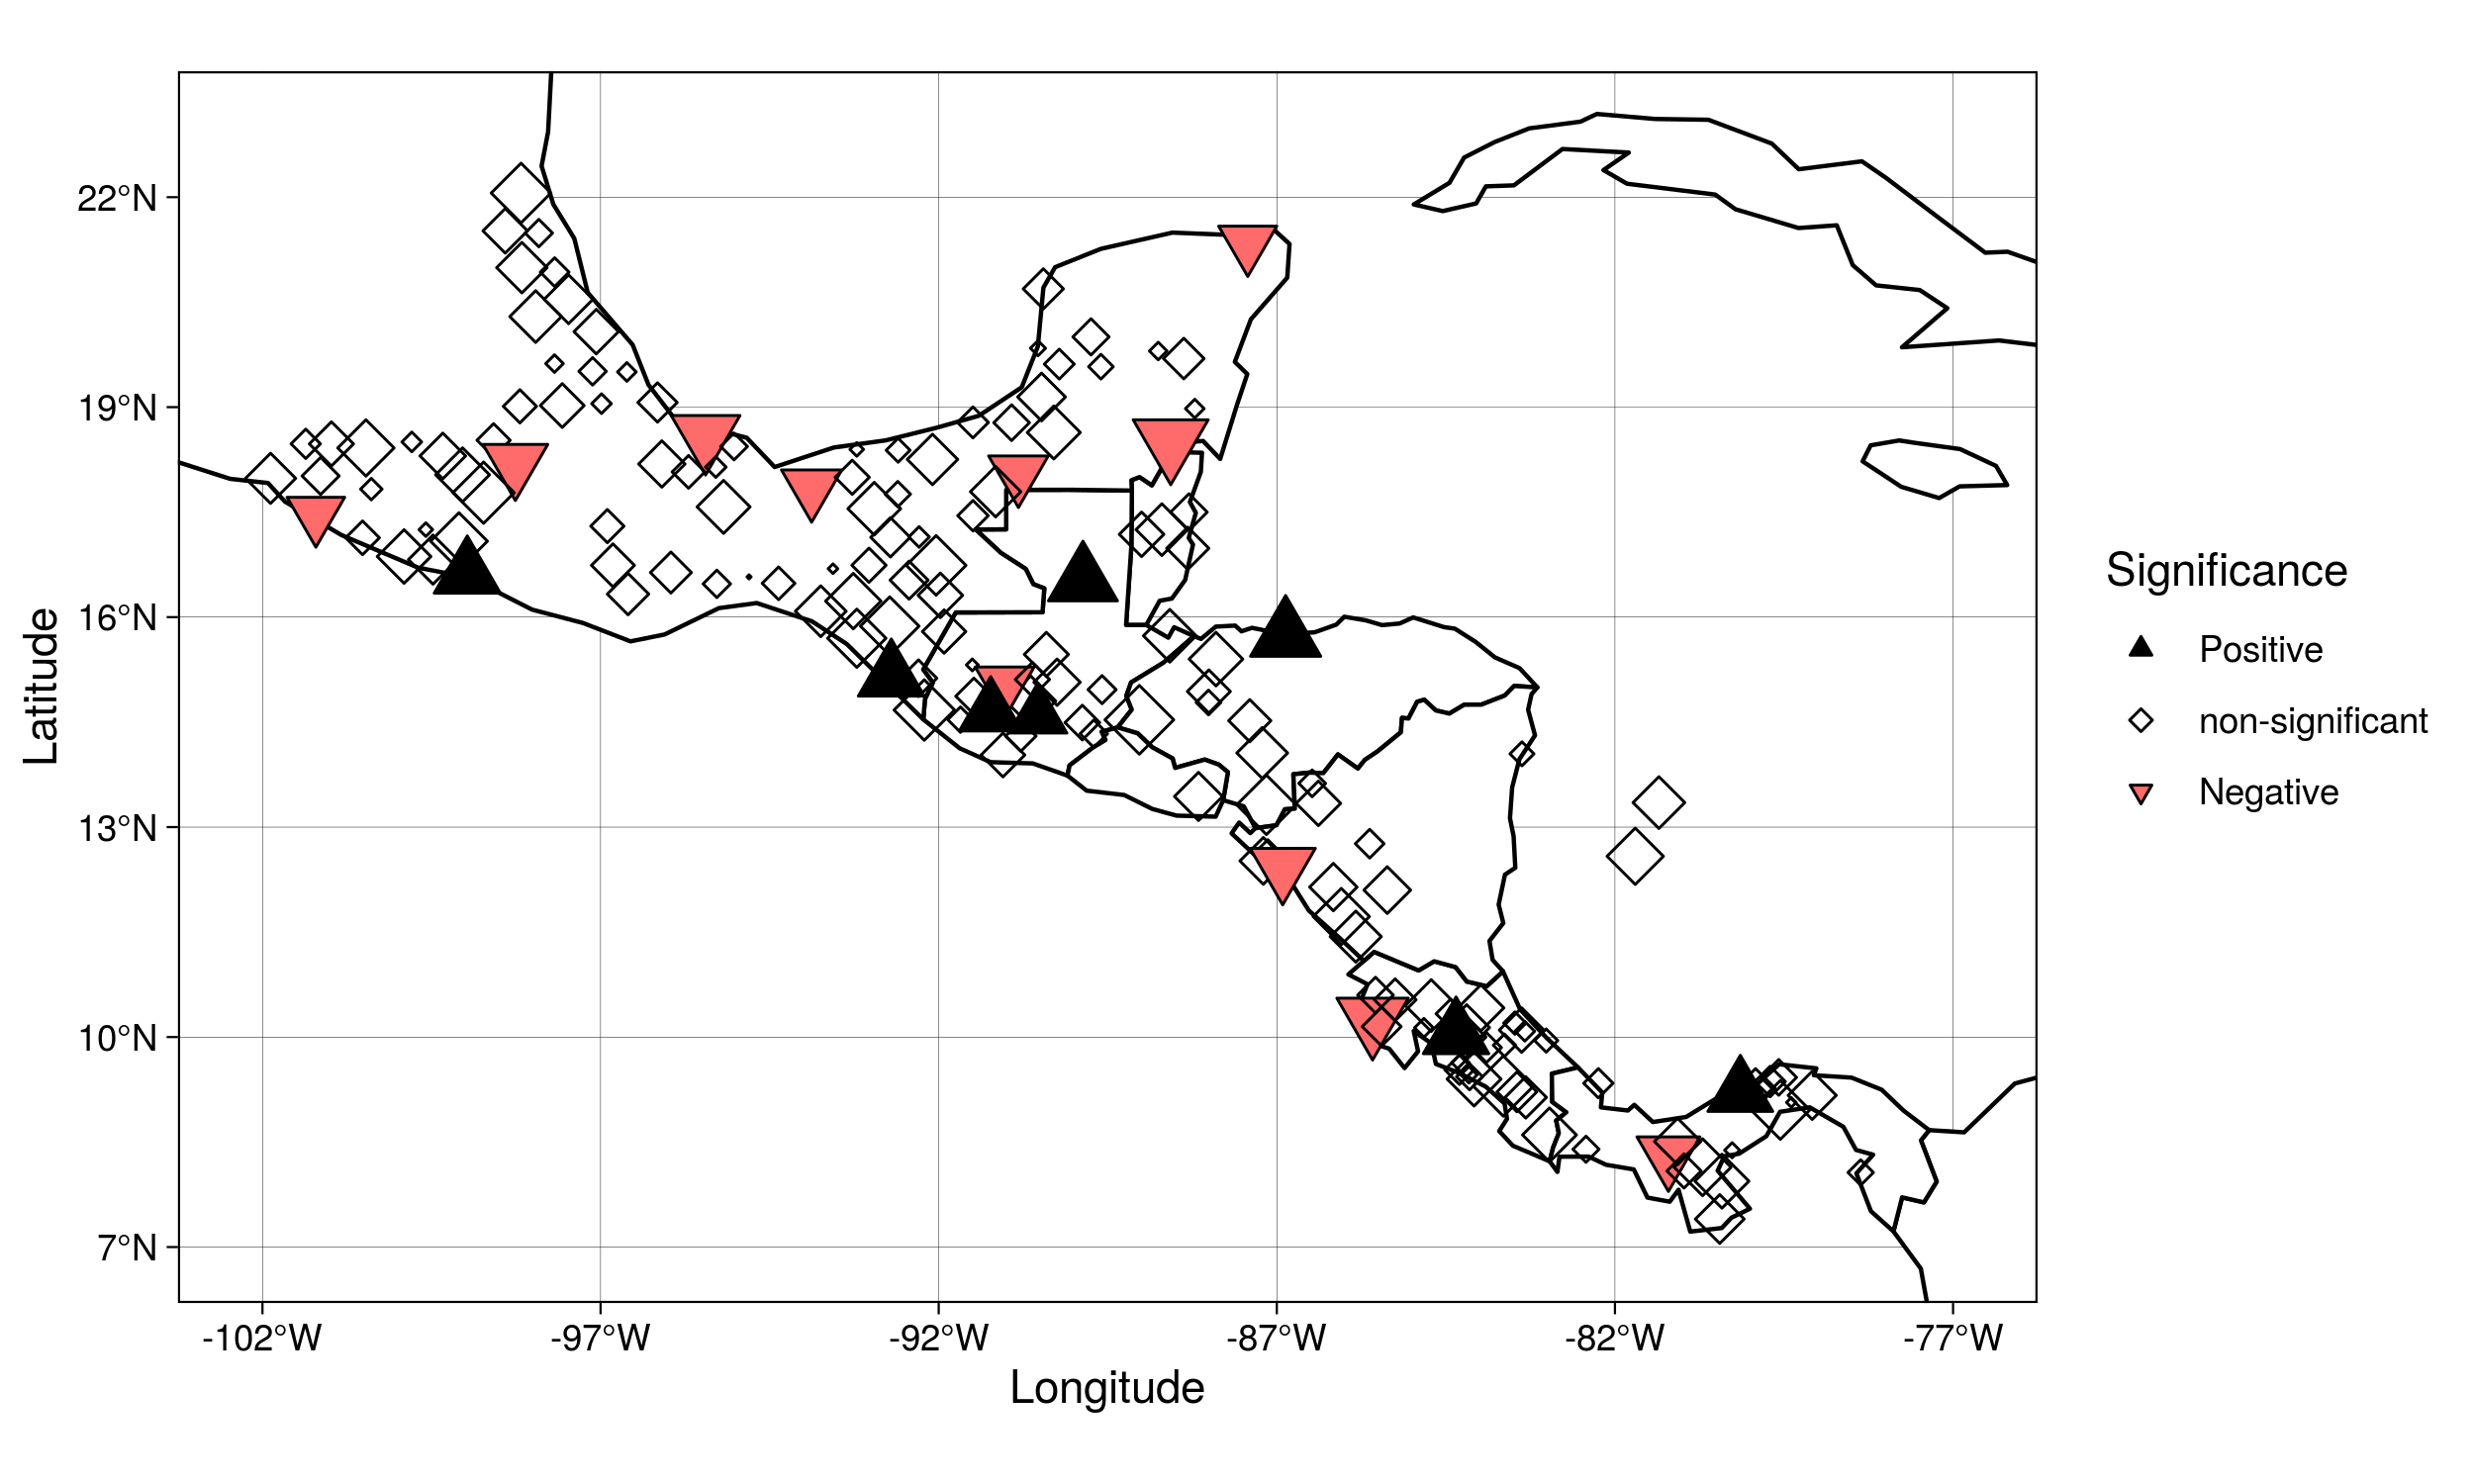 22°N
19°N
16°N
13°N
10°N
7°N
Latitude
-102°W
-97°W
-92°W
-87°W
-82°W
-77°W
Longitude
Significance
Positive
non-significant
Negative